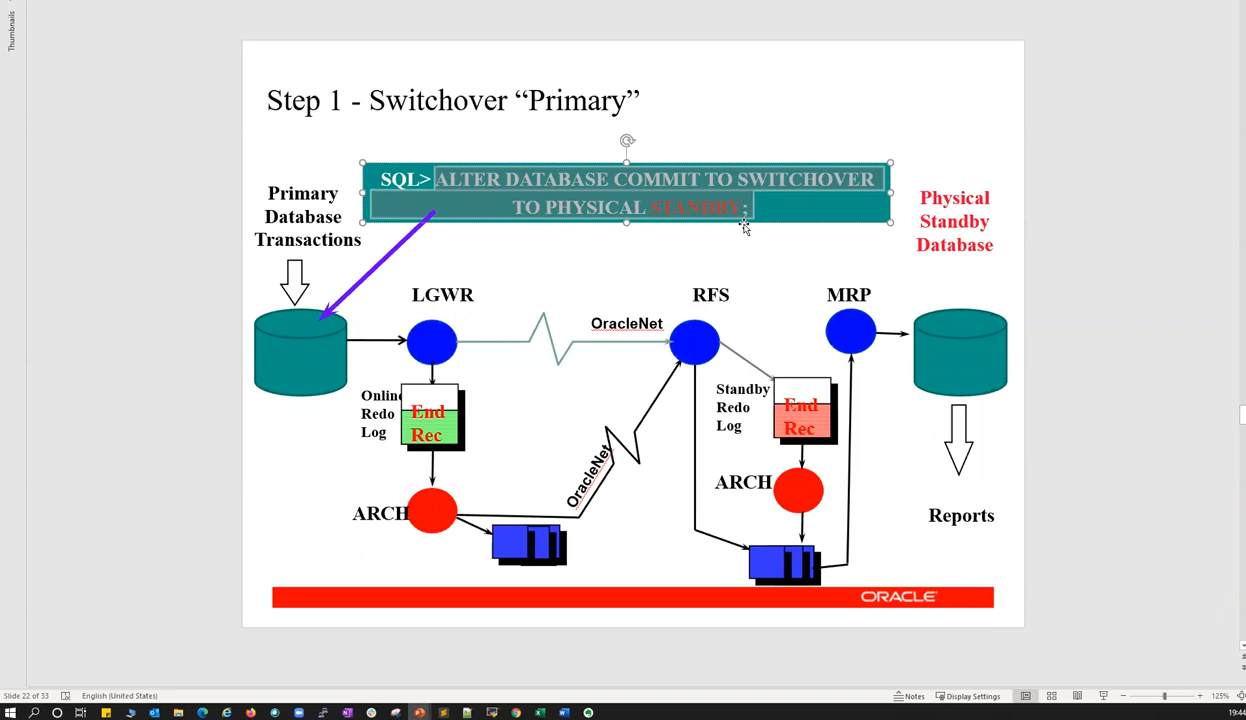 Thumbnails
Step 1 - Switchover “Primary”
SQL> ALTER DATABASE COMMIT TO SWITCHOVER
TO PHYSICAL STANDBY;
Primary
Database
Transactions
Physical
Standby
Database
LGWR
OracleNet
RFS
MRP
Online
Redo
Log
End
Rec
Standby
Redo
Log
End
Rec
OracleNet
ARCH
ARCH
Reports
ORACLE
Slide 22 of 33
English (United States)
Notes
Display Settings
125%
19:44